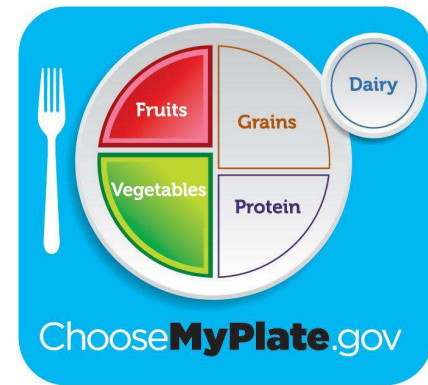 Fruits
Grains
Dairy
Vegetables
Protein
ChooseMyPlate.gov